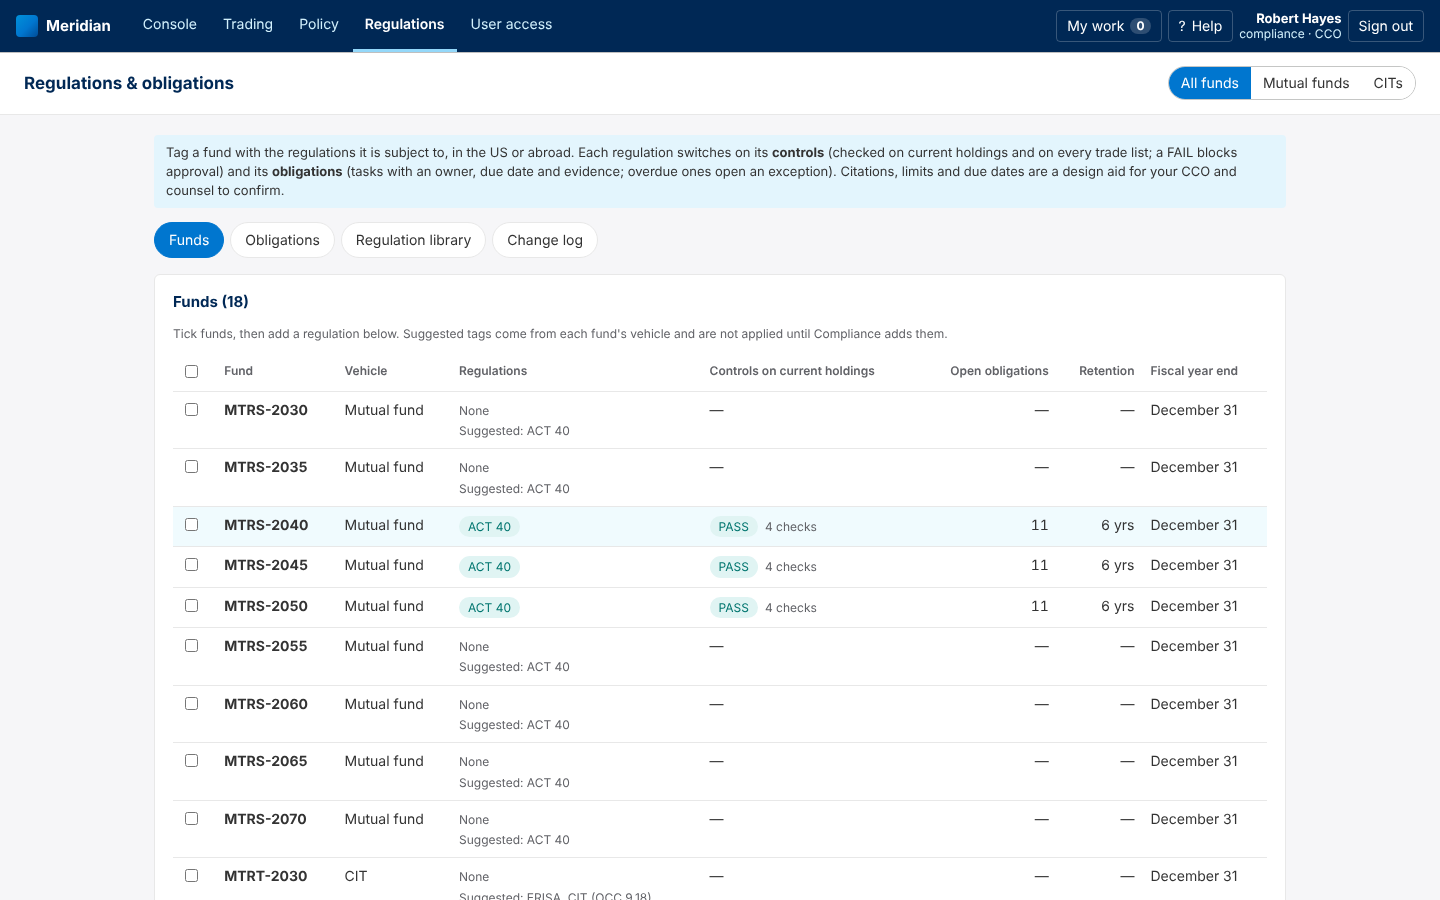 Meridian Console Trading Policy Regulations User access My work 0 ? Help Robert Hayes Sign out
compliance · CCO
Regulations & obligations All funds Mutual funds CITs
Tag a fund with the regulations it is subject to, in the US or abroad. Each regulation switches on its controls (checked on current holdings and on every trade list; a FAIL blocks
approval) and its obligations (tasks with an owner, due date and evidence; overdue ones open an exception). Citations, limits and due dates are a design aid for your CCO and
counsel to confirm.
Funds Obligations Regulation library Change log
Funds (18)
Tick funds, then add a regulation below. Suggested tags come from each fund's vehicle and are not applied until Compliance adds them.
Fund Vehicle Regulations Controls on current holdings Open obligations Retention Fiscal year end
MTRS-2030 Mutual fund None — — — December 31
Suggested: ACT 40
MTRS-2035 Mutual fund None — — — December 31
Suggested: ACT 40
MTRS-2040 Mutual fund ACT 40 PASS 4 checks 11 6 yrs December 31
MTRS-2045 Mutual fund ACT 40 PASS 4 checks 11 6 yrs December 31
MTRS-2050 Mutual fund ACT 40 PASS 4 checks 11 6 yrs December 31
MTRS-2055 Mutual fund None — — — December 31
Suggested: ACT 40
MTRS-2060 Mutual fund None — — — December 31
Suggested: ACT 40
MTRS-2065 Mutual fund None — — — December 31
Suggested: ACT 40
MTRS-2070 Mutual fund None — — — December 31
Suggested: ACT 40
MTRT-2030 CIT None — — — December 31
Suggested: ERISA, CIT (OCC 9.18)